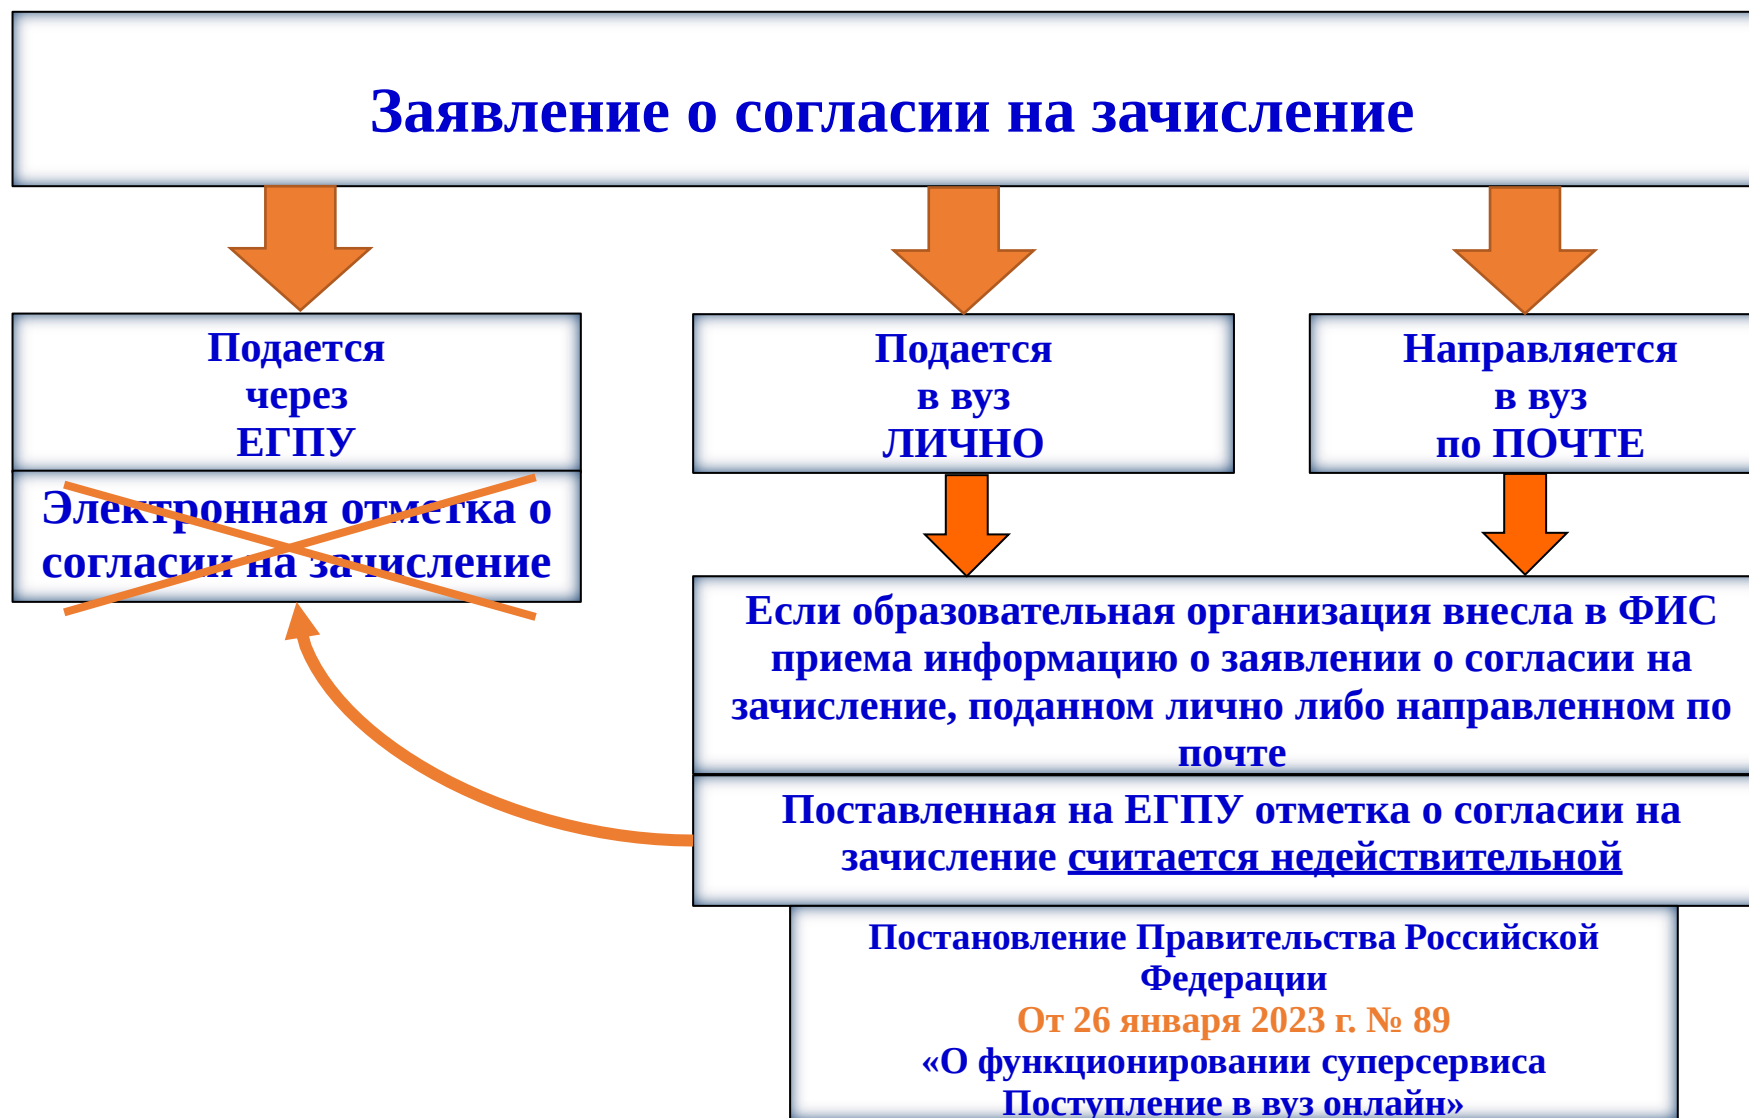 Заявление о согласии на зачисление
Подается
через
ЕГПУ
Электронная отметка о
согласии на зачисление
Подается
в вуз
ЛИЧНО
Направляется
в вуз
по ПОЧТЕ
Если образовательная организация внесла в ФИС
приема информацию о заявлении о согласии на
зачисление, поданном лично либо направленном по
почте
Поставленная на ЕГПУ отметка о согласии на
зачисление считается недействительной
Постановление Правительства Российской
Федерации
От 26 января 2023 г. № 89
«О функционировании суперсервиса
Поступление в вуз онлайн»